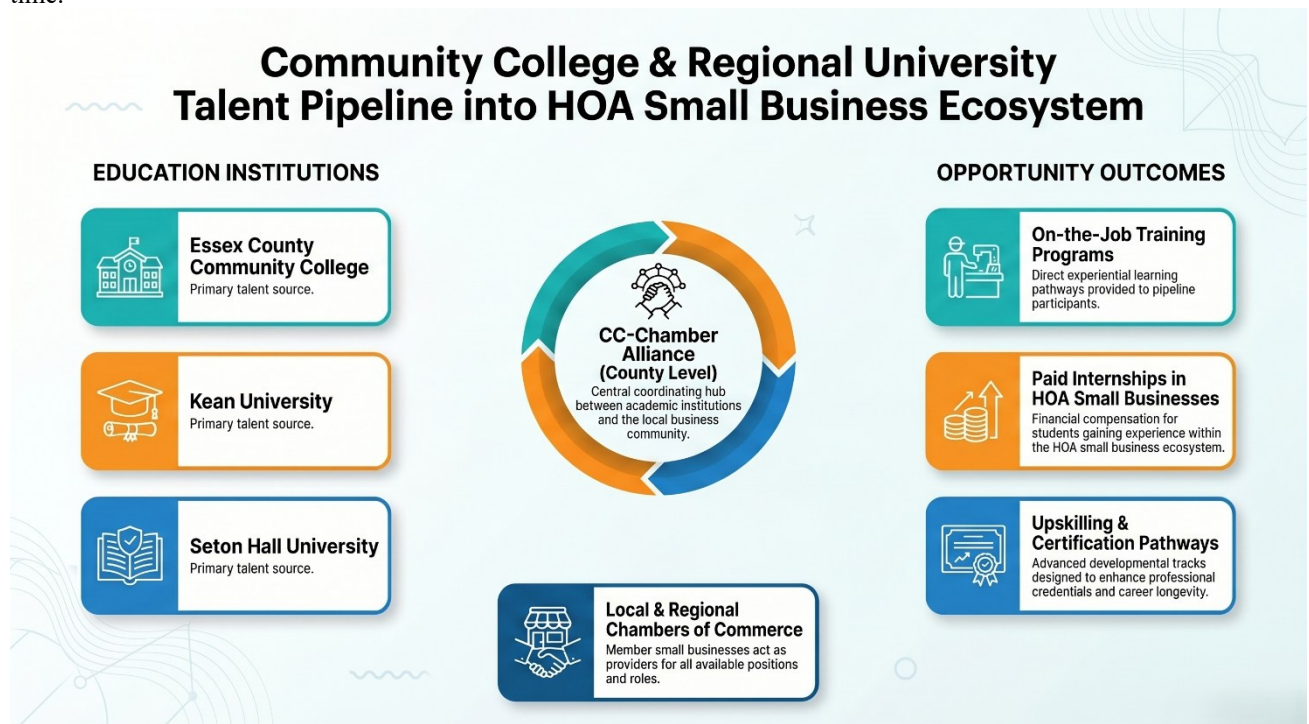 time.
Community College & Regional University
Talent Pipeline into HOA Small Business Ecosystem
EDUCATION INSTITUTIONS
Essex County
Community College
Primary talent source.
Kean University
Primary talent source.
Seton Hall University
Primary talent source.
CC-Chamber
Alliance
(County Level)
Central coordinating hub
between academic institutions
and the local business
community.
Local & Regional
Chambers of Commerce
Member small businesses act as
providers for all available positions
and roles.
OPPORTUNITY OUTCOMES
On-the-Job Training
Programs
Direct experiential learning
pathways provided to pipeline
participants.
Paid Internships in
HOA Small Businesses
Financial compensation for
students gaining experience within
the HOA small business ecosystem.
Upskilling &
Certification Pathways
Advanced developmental tracks
designed to enhance professional
credentials and career longevity.